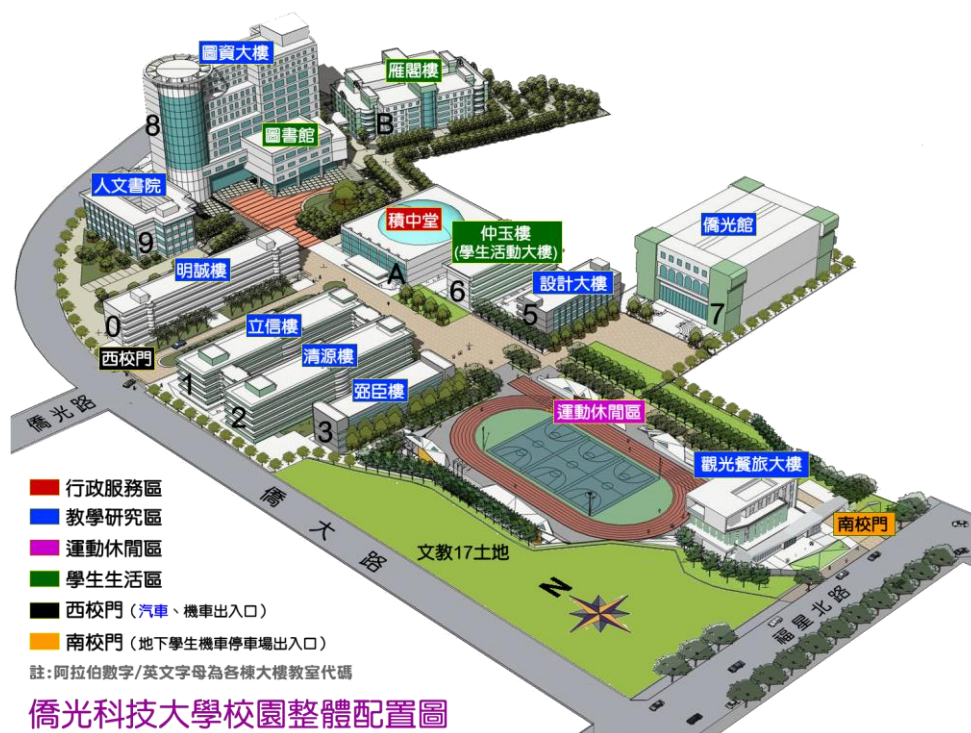 圖資大樓
雁閣樓
8
B
圖書館
人文書院
9
積中堂
A
仲玉樓
(學生活動大樓)
僑光館
7
明誠樓
0
6
設計大樓
5
西校門
立信樓
1
清源樓
2
弼臣樓
3
運動休閒區
觀光餐旅大樓
南校門
僑光路
僑大路
文教17土地
N
福星北路
行政服務區
教學研究區
運動休閒區
學生生活區
西校門（汽車、機車出入口）
南校門（地下學生機車停車場出入口）
註:阿拉伯數字/英文字母為各棟大樓教室代碼
僑光科技大學校園整體配置圖